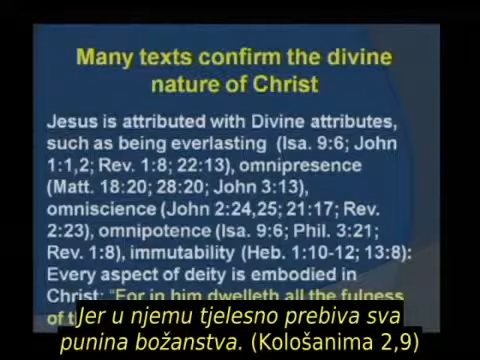 Many texts confirm the divine
nature of Christ
Jesus is attributed with Divine attributes,
such as being everlasting (Isa. 9:6; John
1:1,2; Rev. 1:8; 22:13), omnipresence
(Matt. 18:20; 28:20; John 3:13),
omniscience (John 2:24,25; 21:17; Rev.
2:23), omnipotence (Isa. 9:6; Phil. 3:21;
Rev. 1:8), immutability (Heb. 1:10-12; 13:8):
Every aspect of deity is embodied in
Christ: “For in him dwelleth all the fulness
of
Jer u njemu tjelesno prebiva sva
punina božanstva. (Kološanima 2,9)